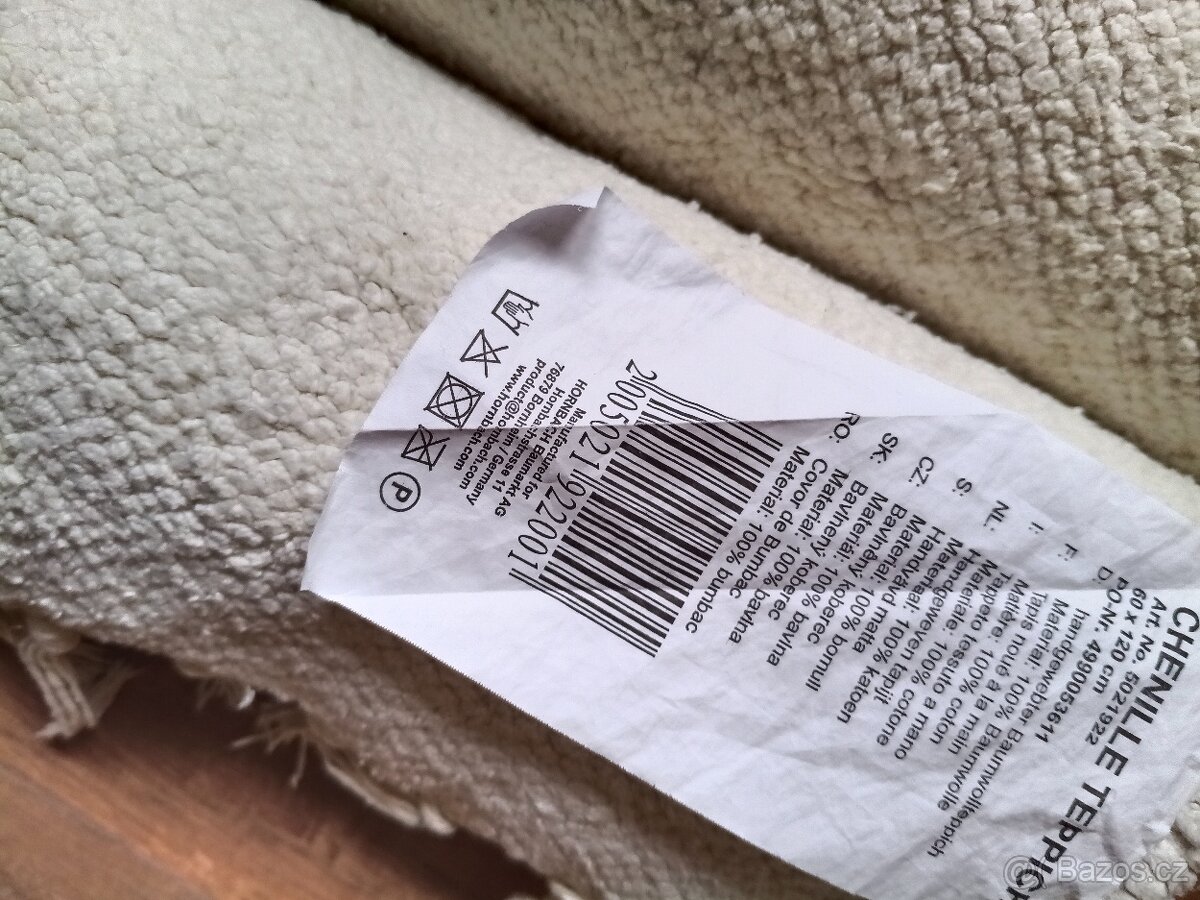 CHENILLE TEPPICH
Art. No. 5021922
60 x 120 cm
PO-Nr. 4990053611
D: handgewebter Baumwollteppich
Material: 100% Baumwolle
F: Tapis noué à la main
Matière: 100% coton
I: Tappeto tessuto a mano
Materiale: 100% cotone
NL: Handgeweven tapijt
Materiaal: 100% katoen
S: Handvävd matta
Material: 100% bomull
CZ: Bavlněný koberec
Materiál: 100% bavlna
SK: Bavlnený koberec
Materiál: 100% bavlna
RO: Covor de Bumbac
Material: 100% bumbac
2005021922001
Manufactured for
HORNBACH Baumarkt AG
Hornbachstrasse 11
76879 Bornheim / Germany
product@hornbach.com
www.hornbach.com
P
Bazos.cz